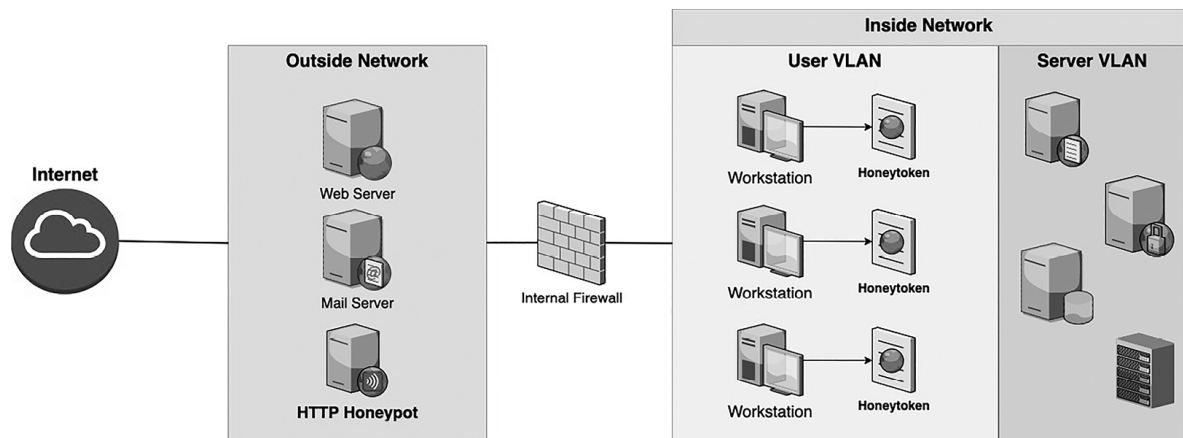 Internet
Outside Network
Web Server
Mail Server
HTTP Honeypot
Internal Firewall
Inside Network
User VLAN
Workstation
Honeytoken
Workstation
Honeytoken
Workstation
Honeytoken
Server VLAN